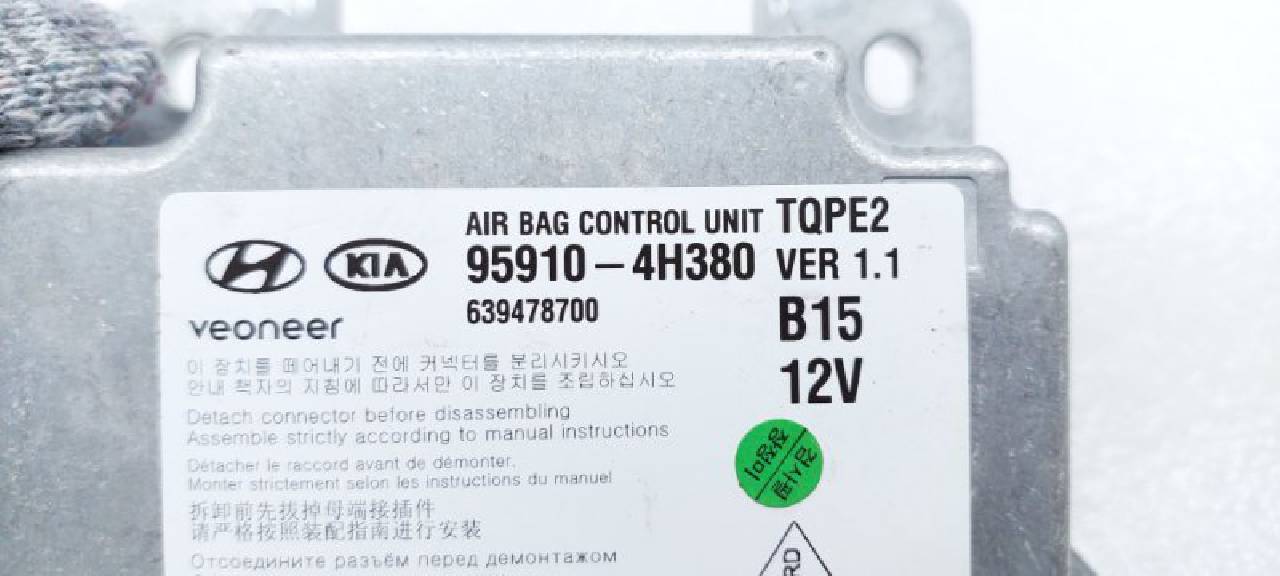 AIR BAG CONTROL UNIT TQPE2
KIA 95910-4H380 VER 1.1
veoneer 639478700 B15
12V
이 장치를 떼어내기 전에 커넥터를 분리시키시오
안내 책자의 지침에 따라서만 이 장치를 조립하십시오
Detach connector before disassembling
Assemble strictly according to manual instructions
Détacher le raccord avant de démonter.
Monter strictement selon les instructions du manuel
拆卸前先拔掉母端接插件
请严格按照装配指南进行安装
Отсоедините разъём перед демонтажом